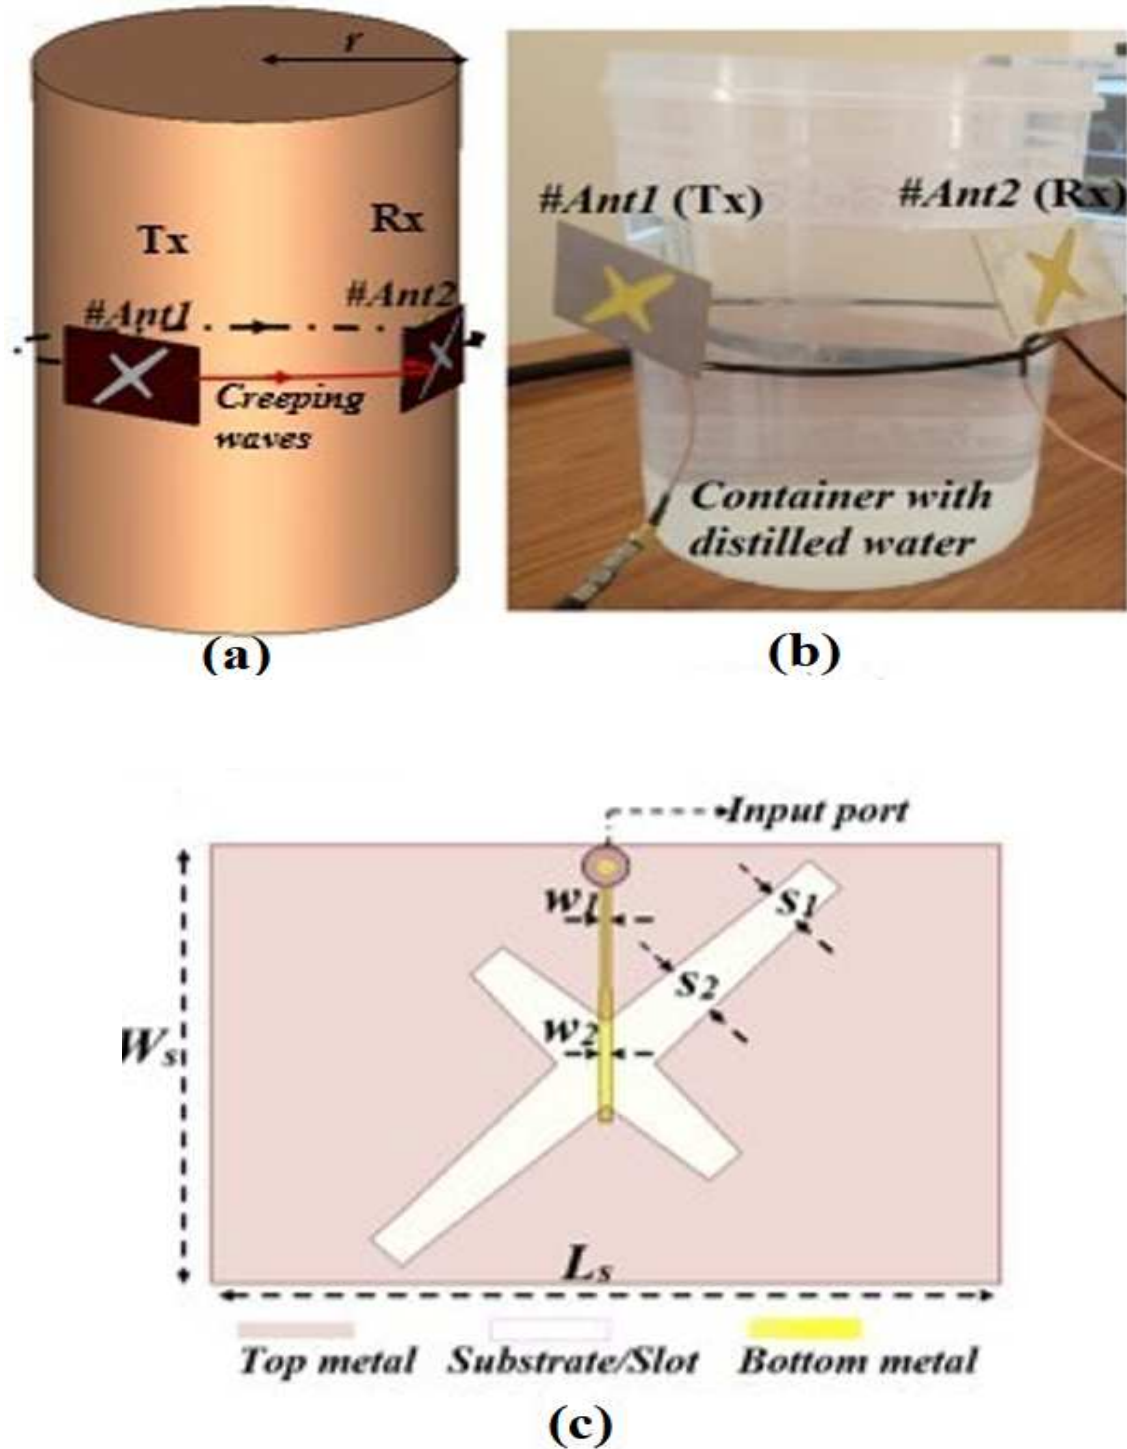 r
Tx
Rx
#Ant1
#Ant2
Creeping
waves
(a)
#Ant1 (Tx)
#Ant2 (Rx)
Container with
distilled water
(b)
Input port
w1
s1
s2
w2
Ws
Ls
Top metal
Substrate/Slot
Bottom metal
(c)